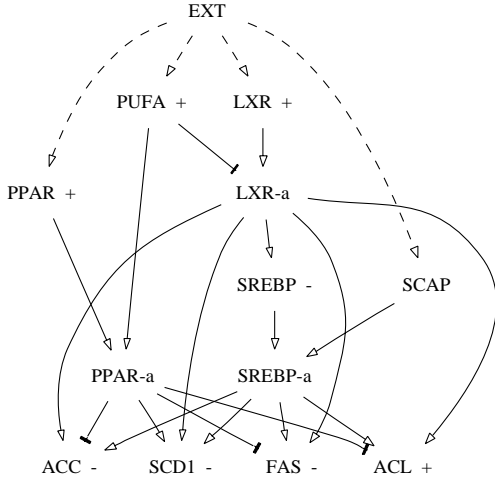 EXT
PUFA +
LXR +
PPAR +
LXR-a
SREBP -
SCAP
PPAR-a
SREBP-a
ACC -
SCD1 -
FAS -
ACL +